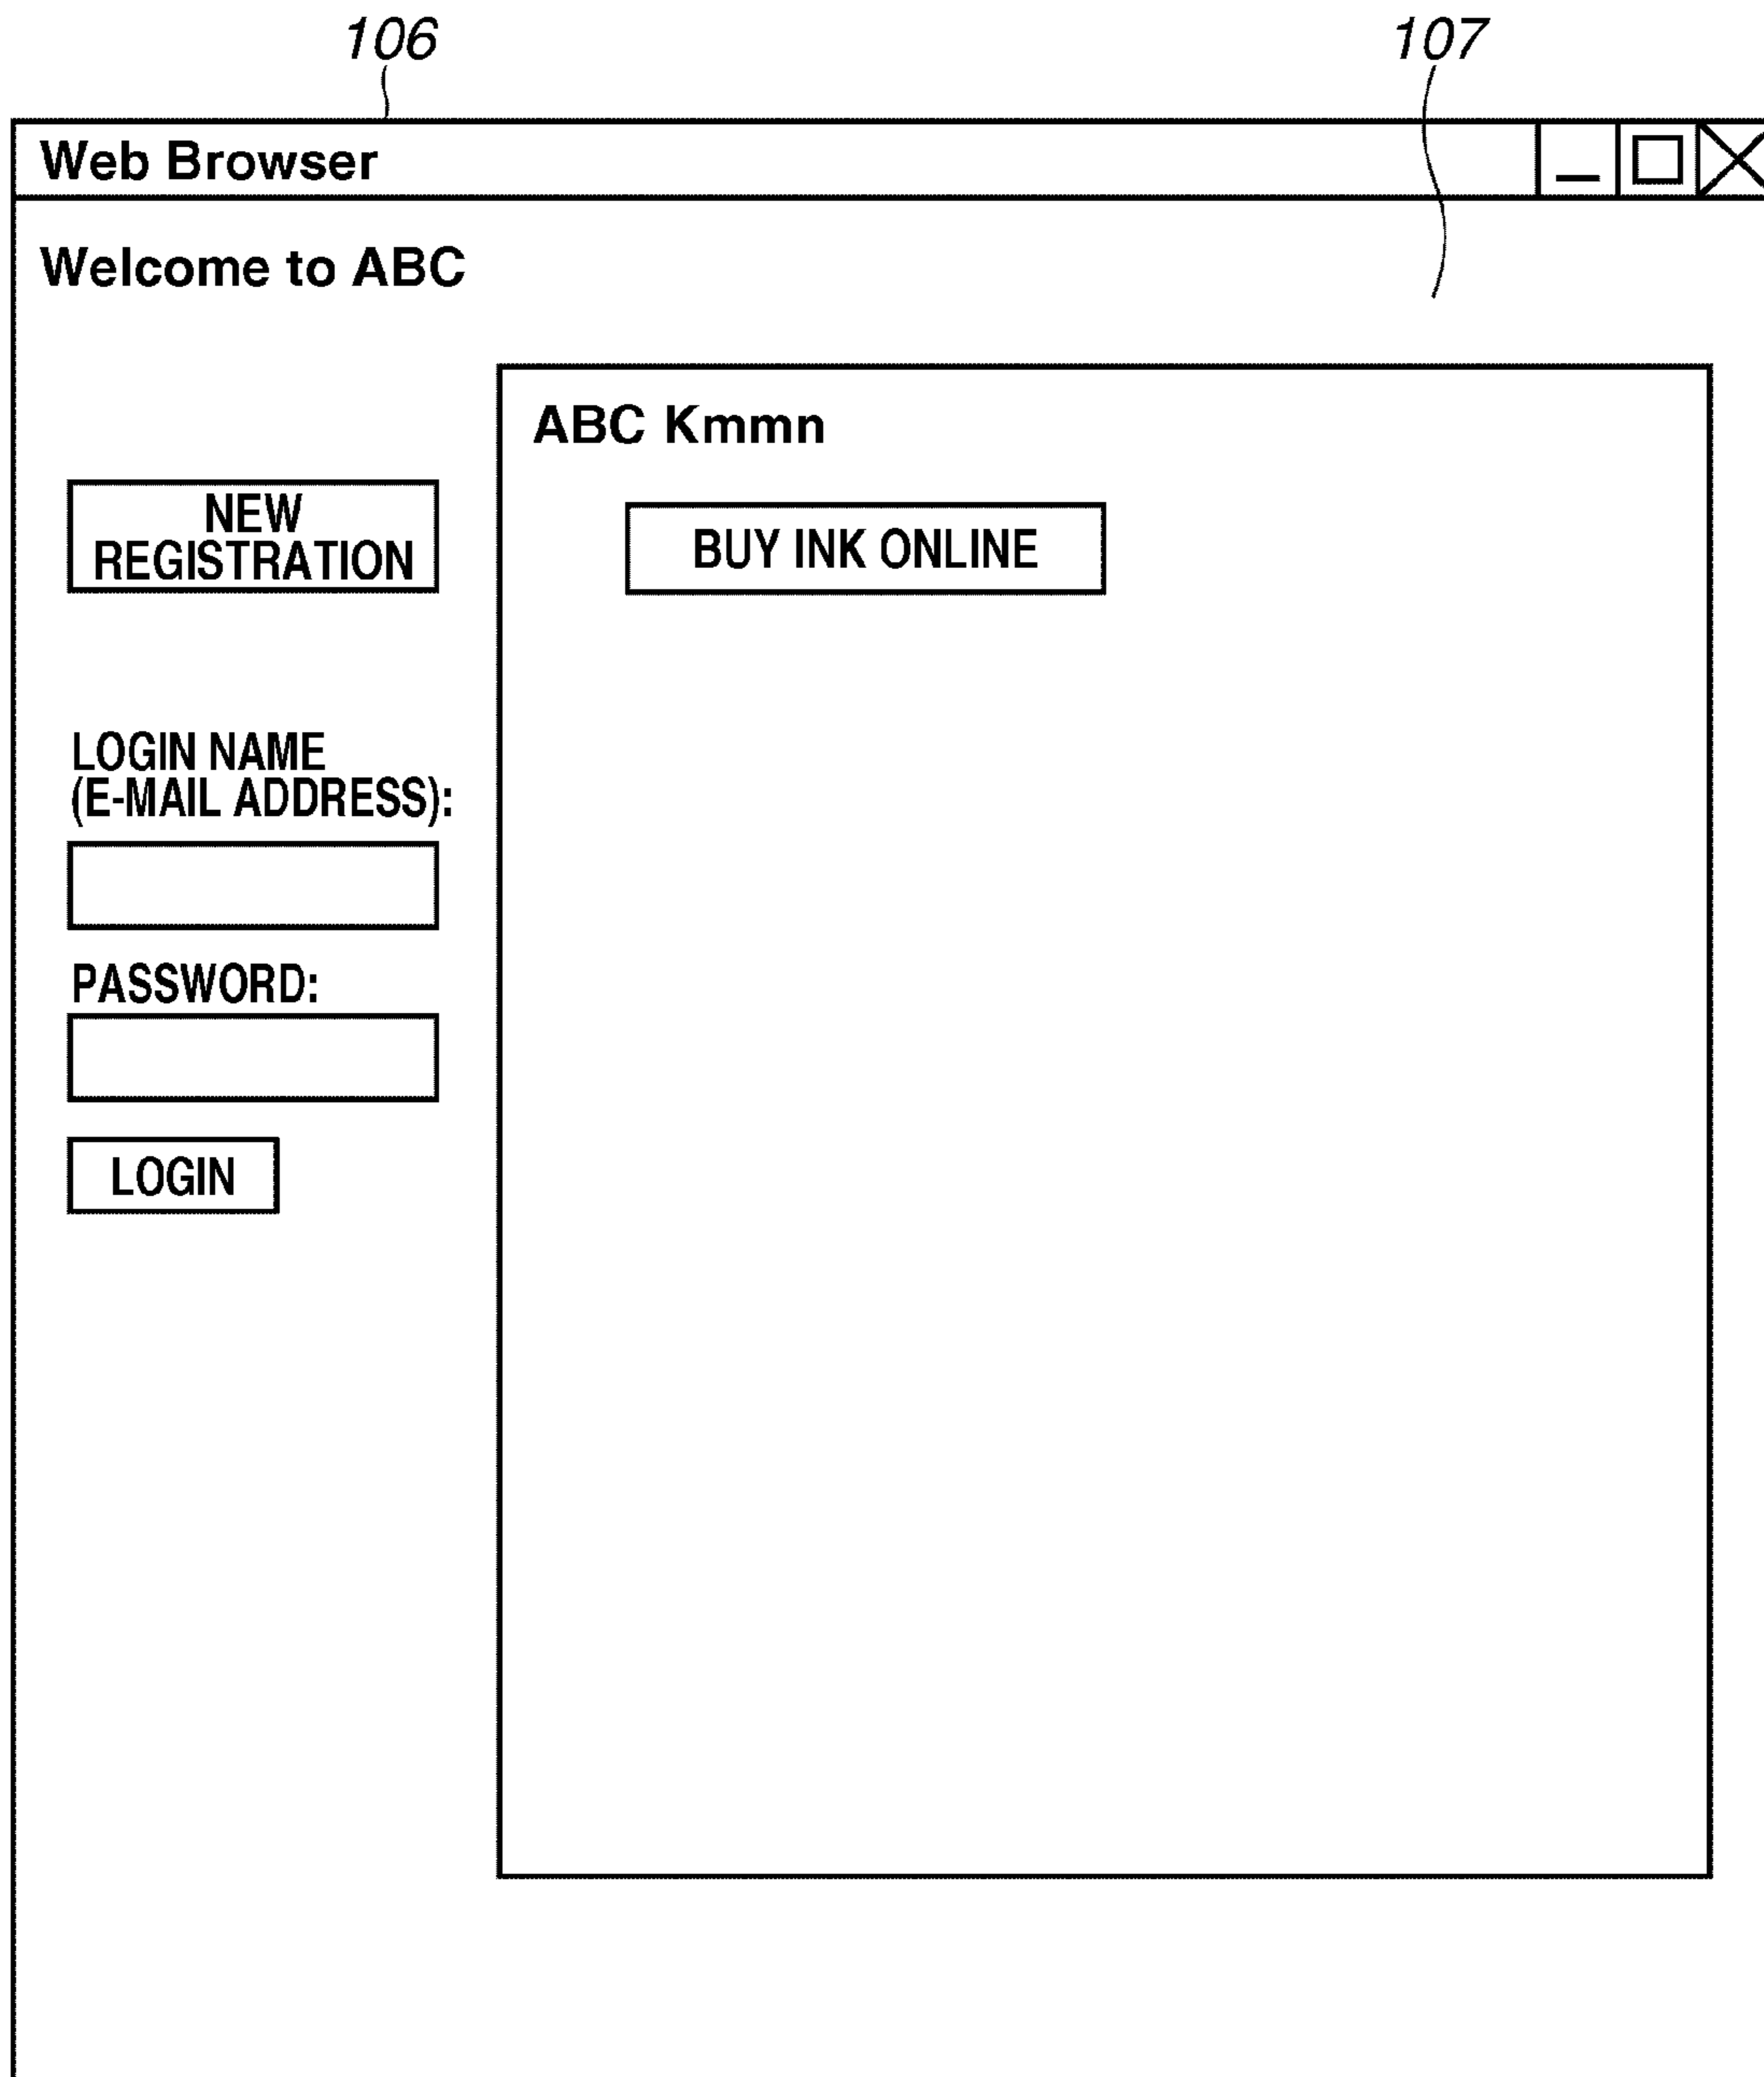 106
107
Web Browser
Welcome to ABC
ABC Kmmn
NEW
REGISTRATION
BUY INK ONLINE
LOGIN NAME
(E-MAIL ADDRESS):
PASSWORD:
LOGIN